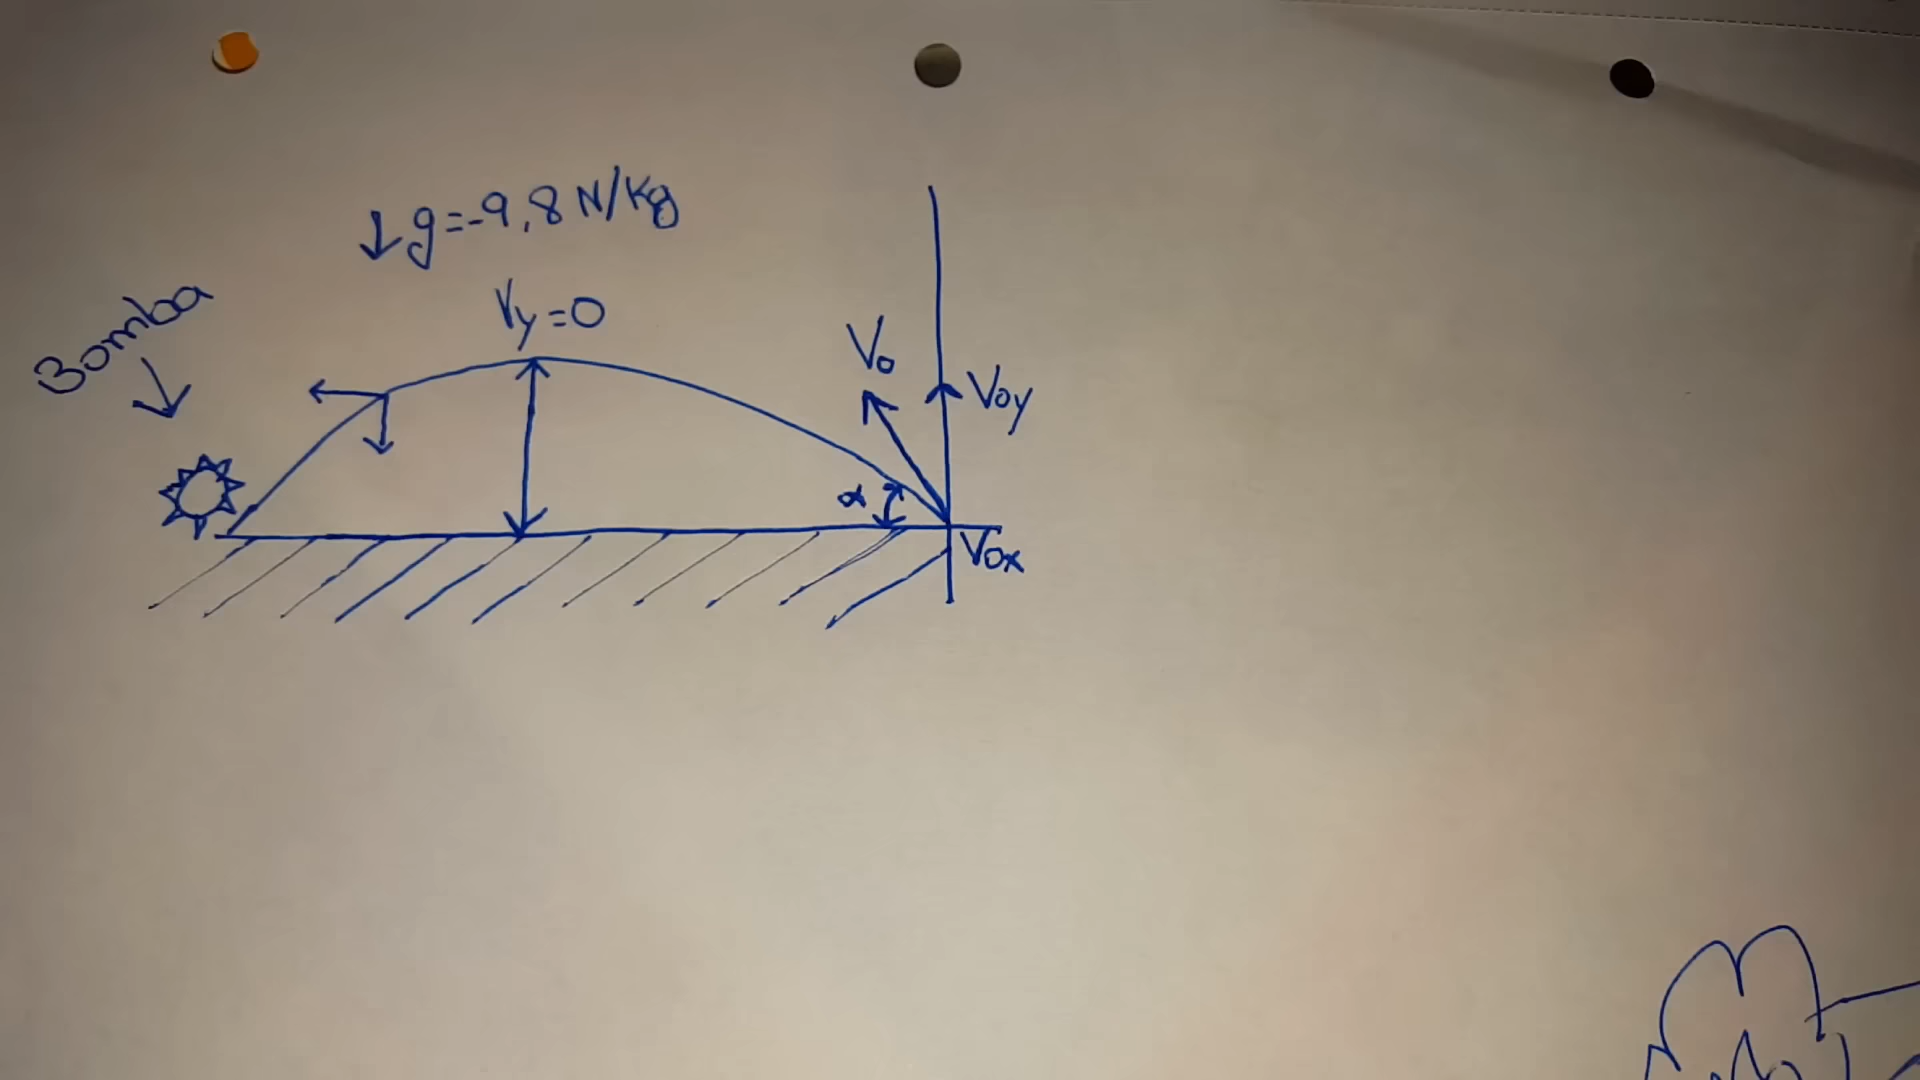 ↓g=-9,8 N/Kg
Bomba
Vy=0
Vo
Voy
α
Vox